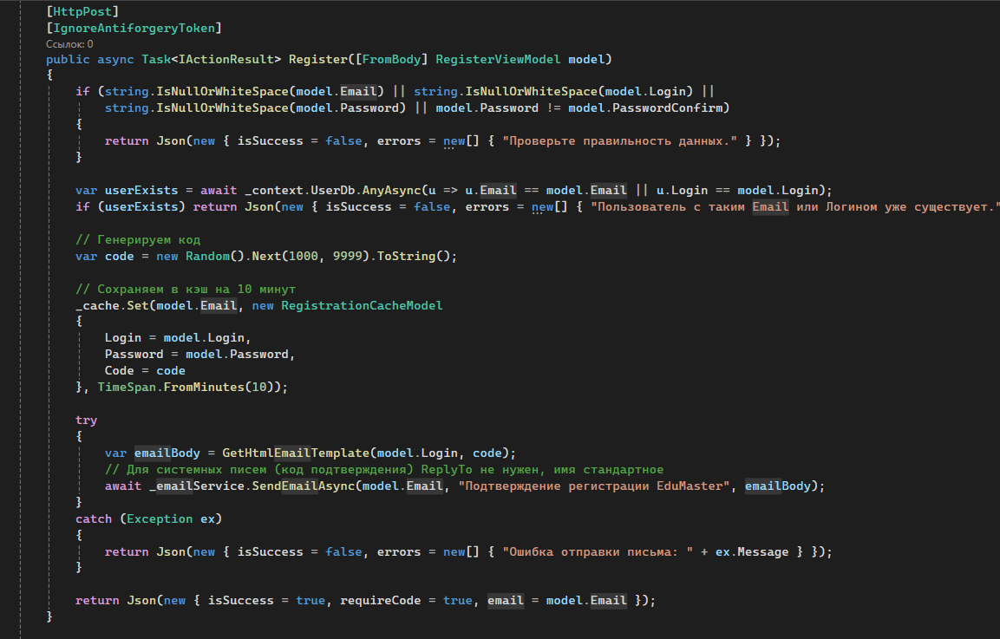 [HttpPost]
[IgnoreAntiforgeryToken]
Ссылок: 0
public async Task<IActionResult> Register([FromBody] RegisterViewModel model)
{
if (string.IsNullOrWhiteSpace(model.Email) || string.IsNullOrWhiteSpace(model.Login) ||
string.IsNullOrWhiteSpace(model.Password) || model.Password != model.PasswordConfirm)
{
return Json(new { isSuccess = false, errors = new[] { "Проверьте правильность данных." } });
}
var userExists = await _context.UserDb.AnyAsync(u => u.Email == model.Email || u.Login == model.Login);
if (userExists) return Json(new { isSuccess = false, errors = new[] { "Пользователь с таким Email или Логином уже существует."
// Генерируем код
var code = new Random().Next(1000, 9999).ToString();
// Сохраняем в кэш на 10 минут
_cache.Set(model.Email, new RegistrationCacheModel
{
Login = model.Login,
Password = model.Password,
Code = code
}, TimeSpan.FromMinutes(10));
try
{
var emailBody = GetHtmlEmailTemplate(model.Login, code);
// Для системных писем (код подтверждения) ReplyTo не нужен, имя стандартное
await _emailService.SendEmailAsync(model.Email, "Подтверждение регистрации EduMaster", emailBody);
}
catch (Exception ex)
{
return Json(new { isSuccess = false, errors = new[] { "Ошибка отправки письма: " + ex.Message } });
}
return Json(new { isSuccess = true, requireCode = true, email = model.Email });
}